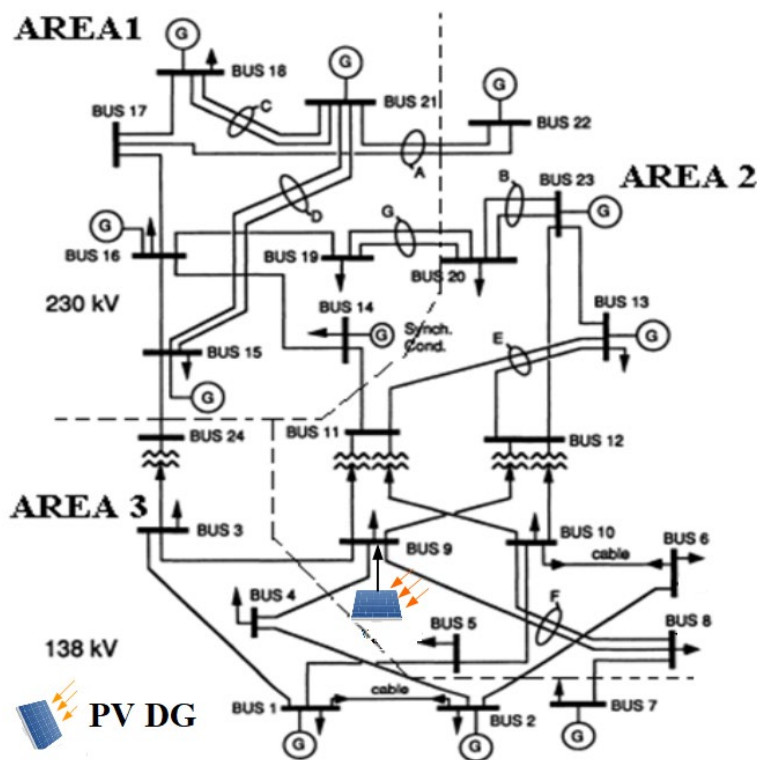 AREA1
G
G
BUS 18
BUS 17
C
BUS 21
G
BUS 22
A
D
B
BUS 23
AREA 2
G
G
BUS 16
G
BUS 19
BUS 20
230 kV
BUS 14
G
Synch.
Cond.
BUS 13
G
E
BUS 15
G
BUS 24
BUS 11
BUS 12
AREA 3
BUS 3
BUS 9
BUS 10
BUS 6
cable
BUS 4
BUS 5
F
BUS 8
138 kV
PV DG
BUS 1
cable
BUS 2
BUS 7
G
G
G